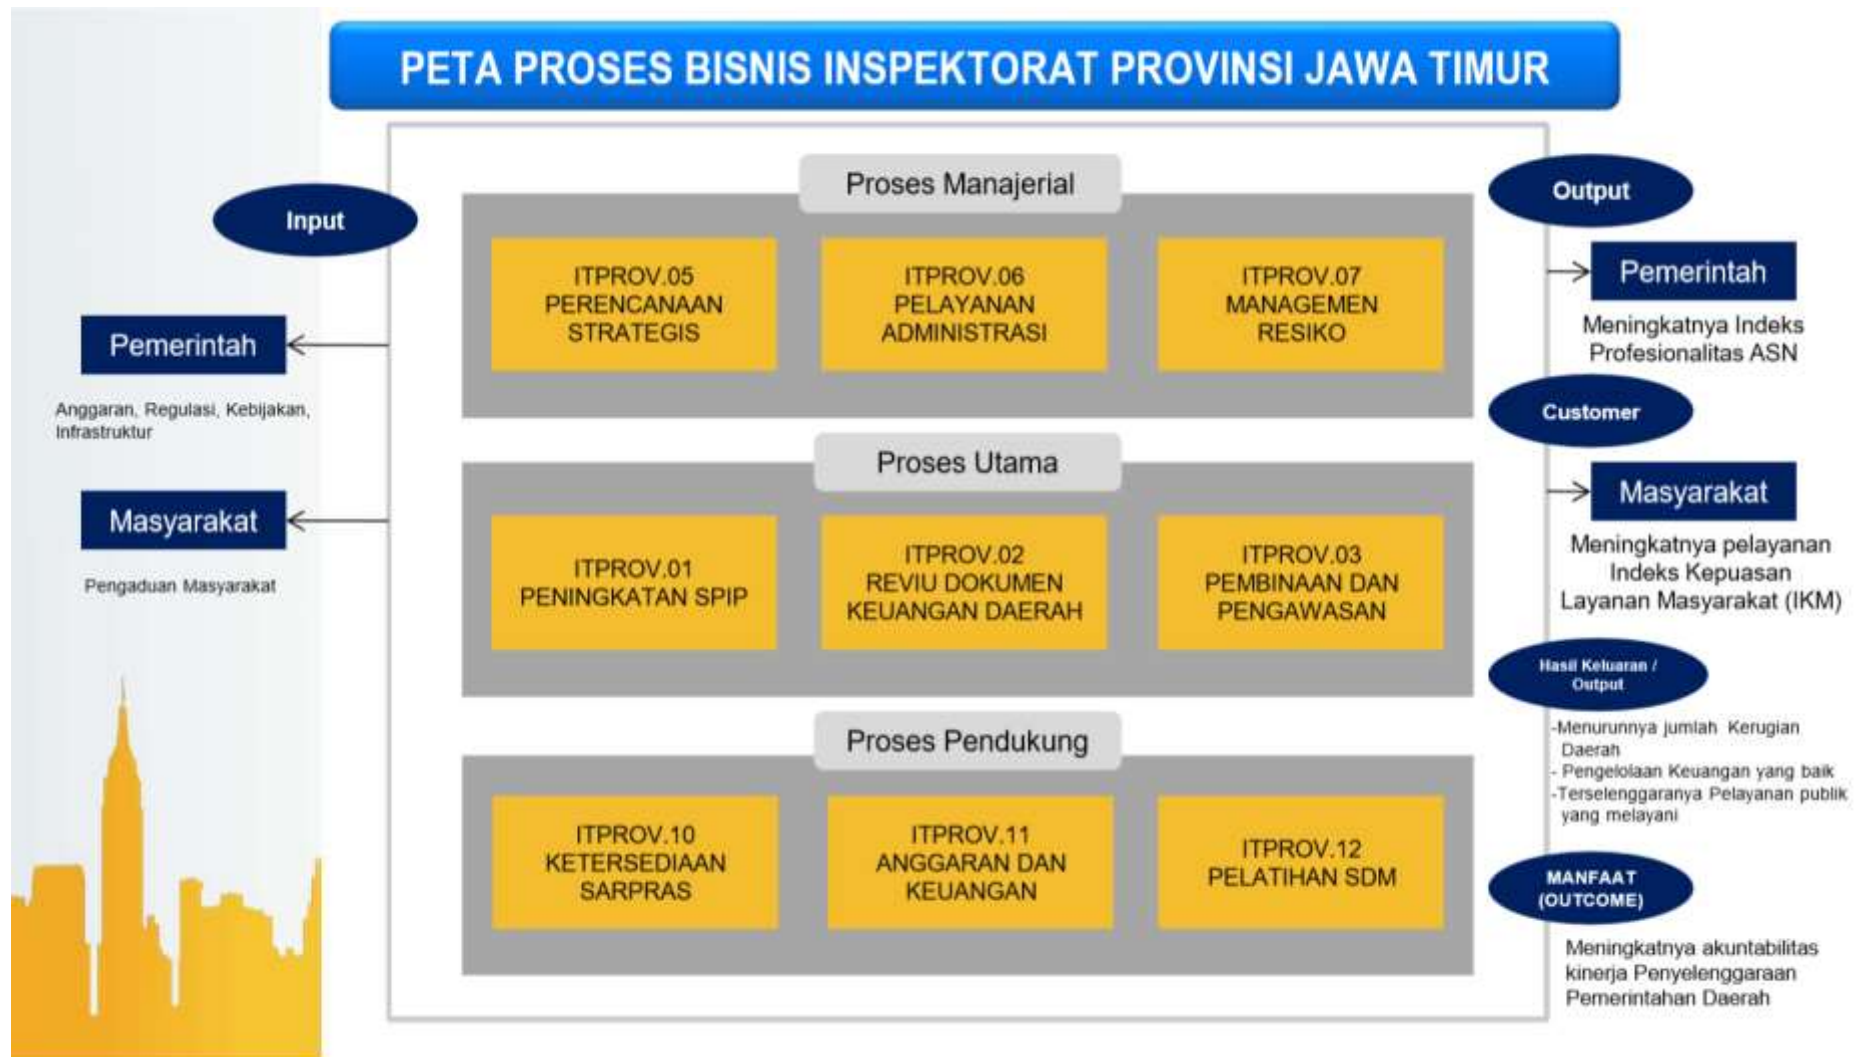 PETA PROSES BISNIS INSPEKTORAT PROVINSI JAWA TIMUR
Input
Pemerintah
Anggaran, Regulasi, Kebijakan,
Infrastruktur
Masyarakat
Pengaduan Masyarakat
Proses Manajerial
ITPROV.05
PERENCANAAN
STRATEGIS
ITPROV.06
PELAYANAN
ADMINISTRASI
ITPROV.07
MANAGEMEN
RESIKO
Proses Utama
ITPROV.01
PENINGKATAN SPIP
ITPROV.02
REVIU DOKUMEN
KEUANGAN DAERAH
ITPROV.03
PEMBINAAN DAN
PENGAWASAN
Proses Pendukung
ITPROV.10
KETERSEDIAAN
SARPRAS
ITPROV.11
ANGGARAN DAN
KEUANGAN
ITPROV.12
PELATIHAN SDM
Output
Pemerintah
Meningkatnya Indeks
Profesionalitas ASN
Customer
Masyarakat
Meningkatnya pelayanan
Indeks Kepuasan
Layanan Masyarakat (IKM)
Hasil Keluaran /
Output
-Menurunnya jumlah Kerugian
Daerah
- Pengelolaan Keuangan yang baik
-Terselenggaranya Pelayanan publik
yang melayani
MANFAAT
(OUTCOME)
Meningkatnya akuntabilitas
kinerja Penyelenggaraan
Pemerintahan Daerah